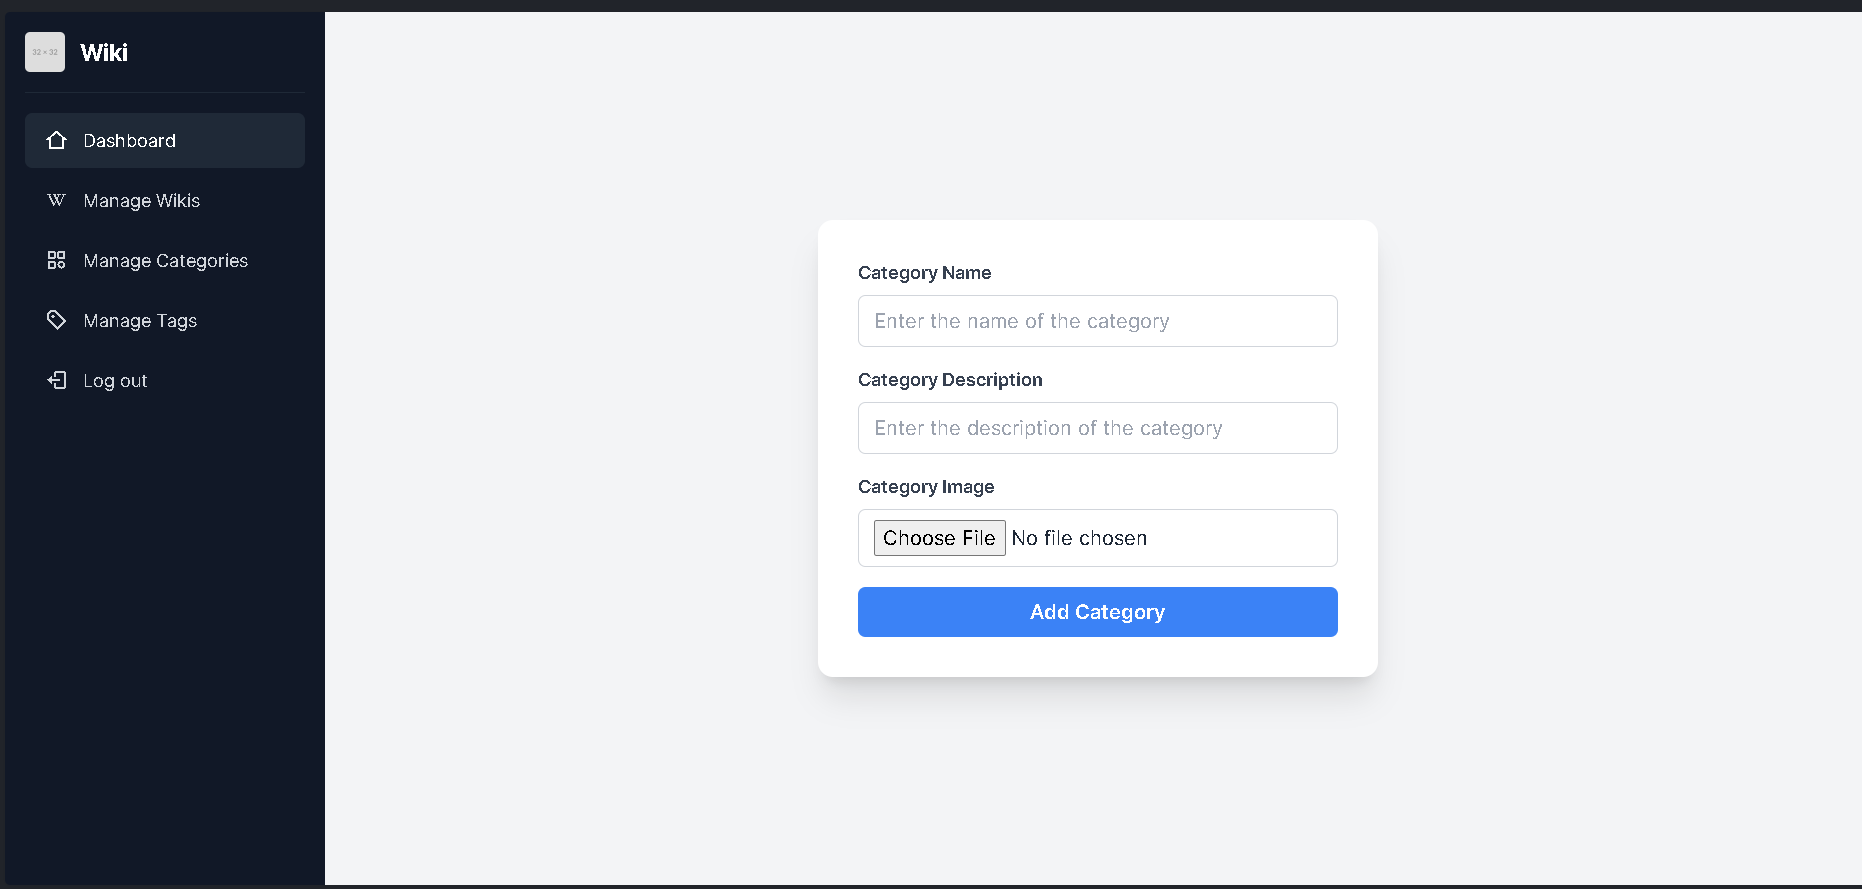 32 × 32
Wiki
Dashboard
W
Manage Wikis
Manage Categories
Manage Tags
Log out
Category Name
Enter the name of the category
Category Description
Enter the description of the category
Category Image
Choose File No file chosen
Add Category